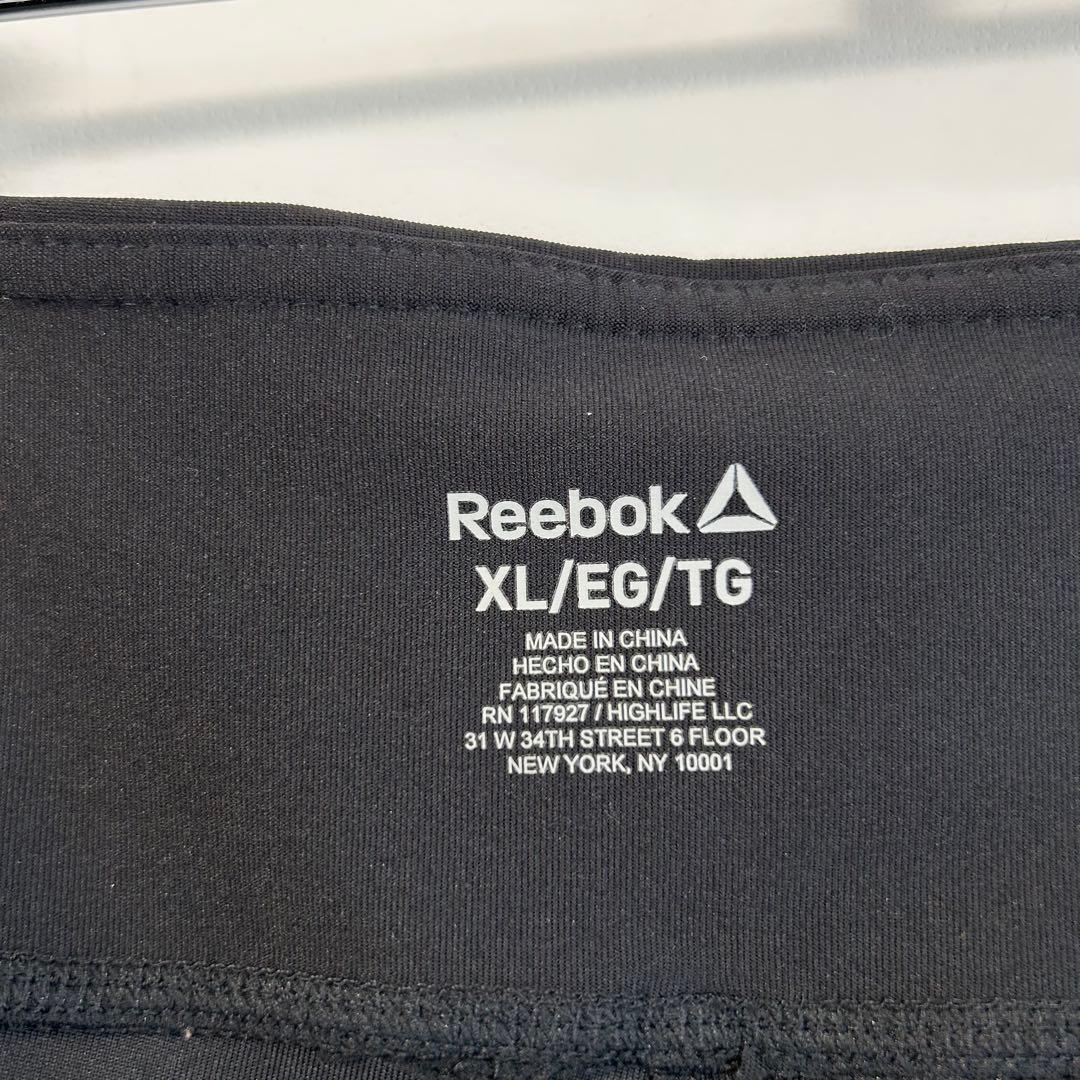 Reebok
XL/EG/TG
MADE IN CHINA
HECHO EN CHINA
FABRIQUÉ EN CHINE
RN 117927 / HIGHLIFE LLC
31 W 34TH STREET 6 FLOOR
NEW YORK, NY 10001